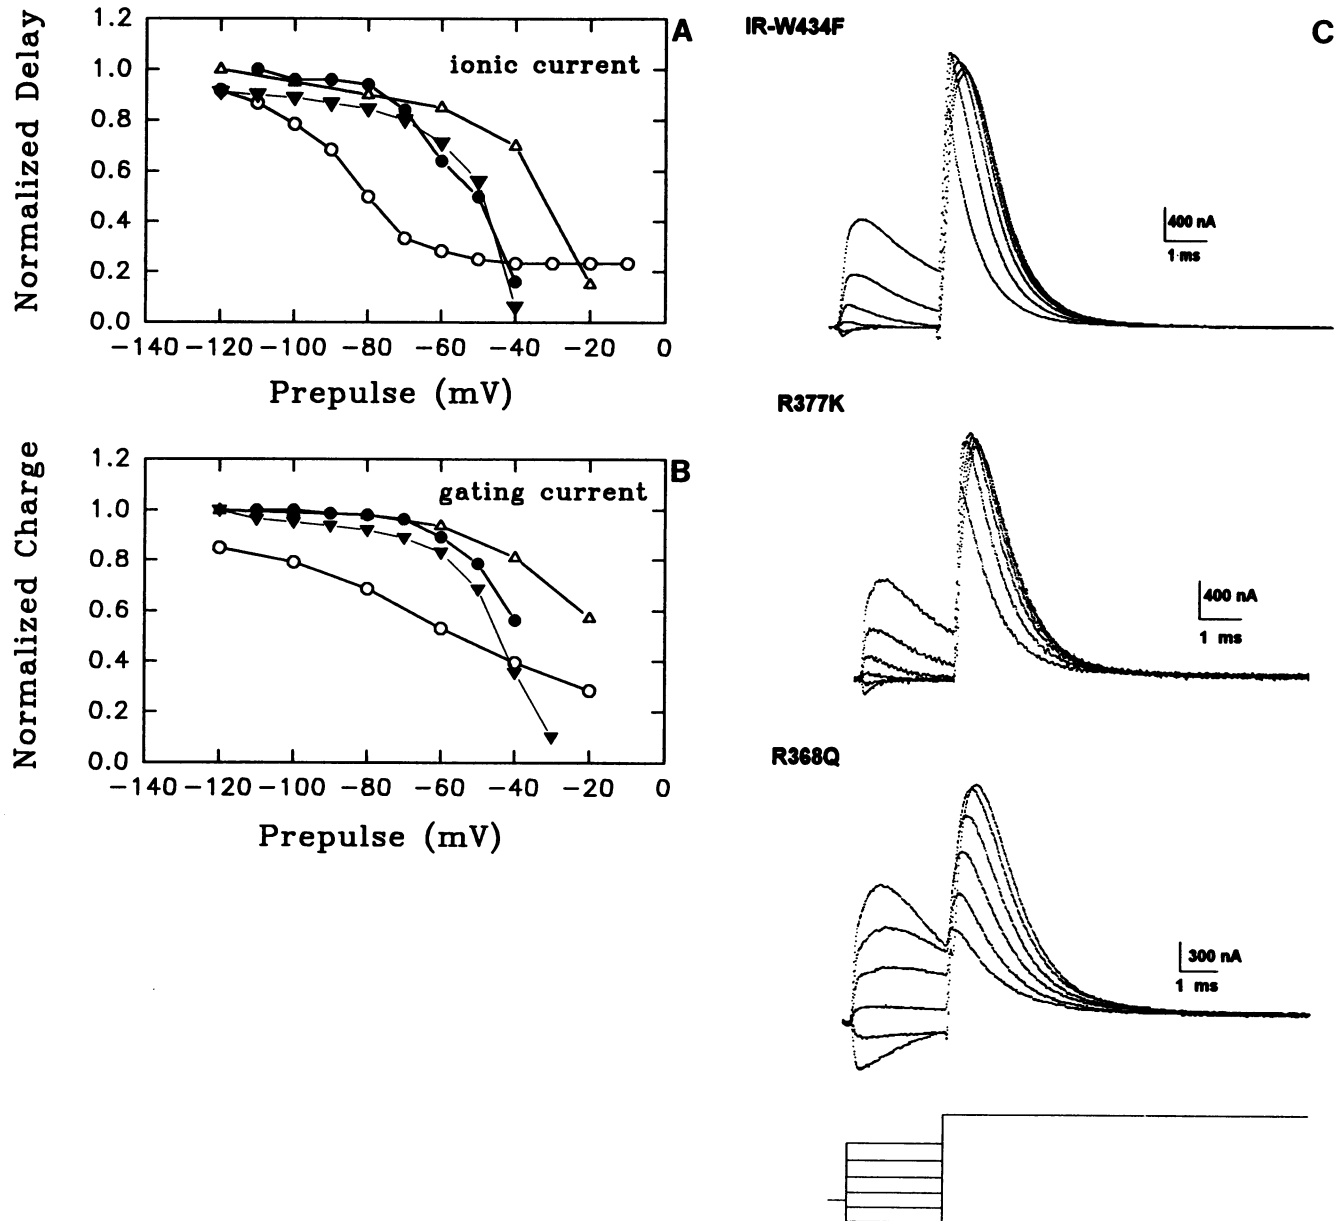 A
ionic current
Normalized Delay
1.2
1.0
0.8
0.6
0.4
0.2
0.0
−140 −120 −100 −80 −60 −40 −20 0
Prepulse (mV)
B
gating current
Normalized Charge
1.2
1.0
0.8
0.6
0.4
0.2
0.0
−140 −120 −100 −80 −60 −40 −20 0
Prepulse (mV)
C
IR-W434F
400 nA
1 ms
R377K
400 nA
1 ms
R368Q
300 nA
1 ms